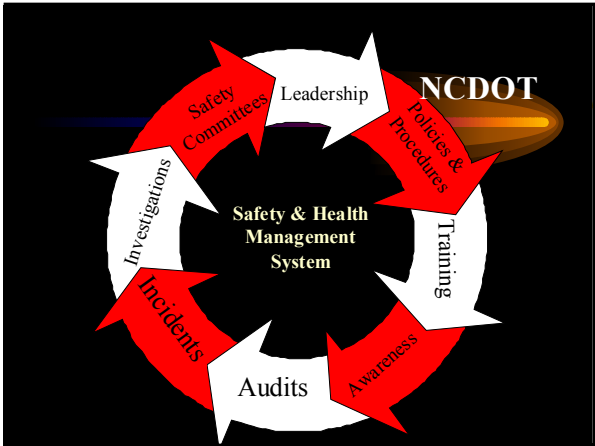 NCDOT
Leadership
Policies &
Procedures
Training
Awareness
Audits
Incidents
Investigations
Safety
Committees
Safety & Health
Management
System